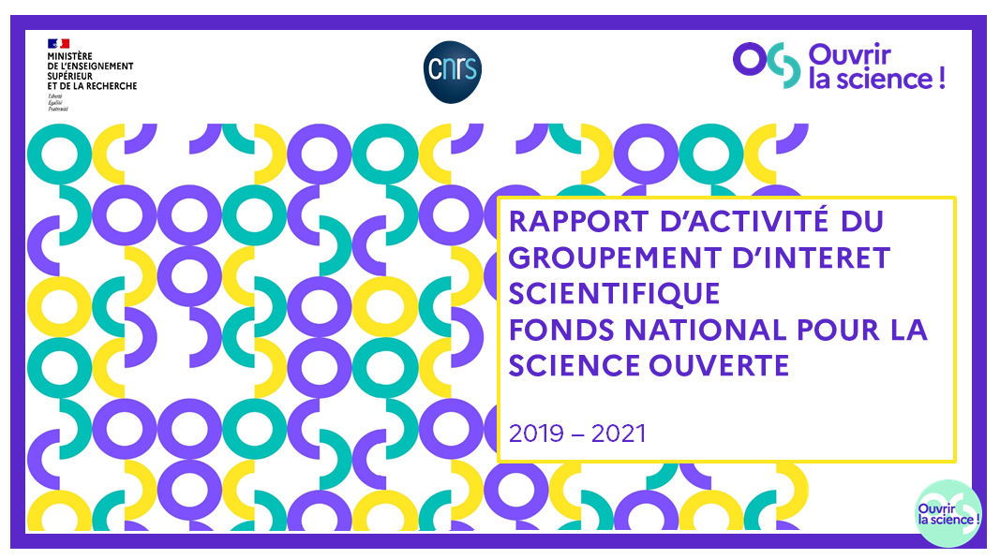 MINISTÈRE
DE L'ENSEIGNEMENT
SUPÉRIEUR
ET DE LA RECHERCHE
Liberté
Égalité
Fraternité
cnrs
Ouvrir
la science !
RAPPORT D'ACTIVITÉ DU
GROUPEMENT D'INTERET
SCIENTIFIQUE
FONDS NATIONAL POUR LA
SCIENCE OUVERTE
2019 – 2021
Ouvrir
la science !